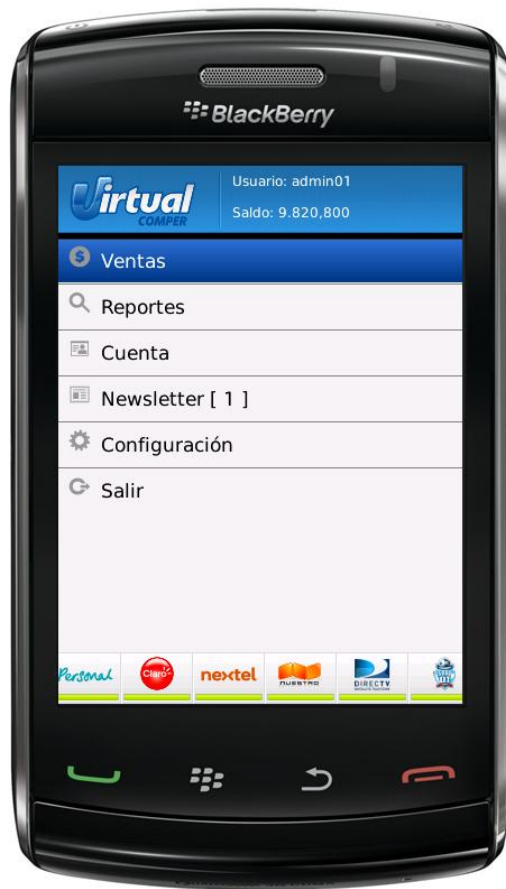 BlackBerry
Virtual
COMPER
Usuario: admin01
Saldo: 9.820,800
Ventas
Reportes
Cuenta
Newsletter [ 1 ]
Configuración
Salir
Personal Claro nextel NUESTRO DIRECTV